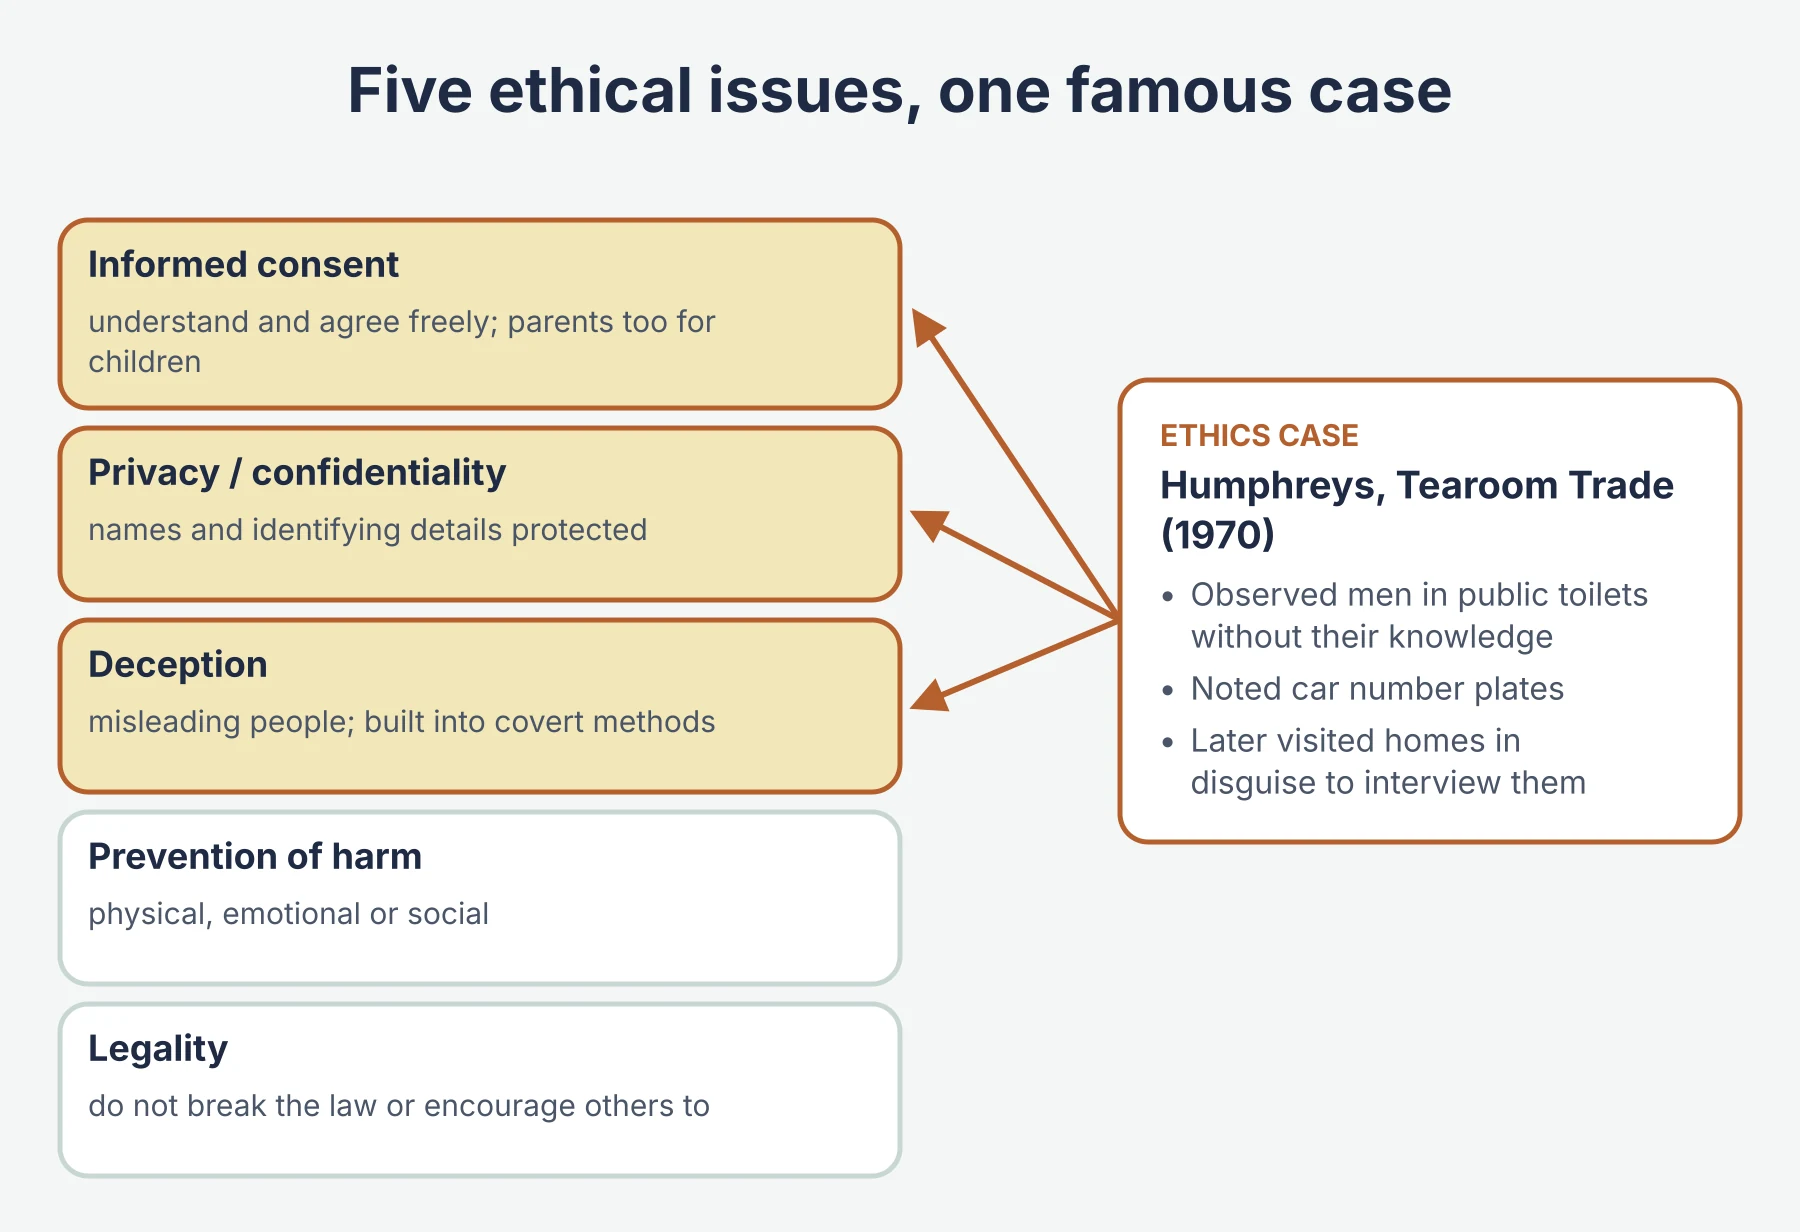 Five ethical issues, one famous case
Informed consent
understand and agree freely; parents too for
children
Privacy / confidentiality
names and identifying details protected
Deception
misleading people; built into covert methods
Prevention of harm
physical, emotional or social
Legality
do not break the law or encourage others to
ETHICS CASE
Humphreys, Tearoom Trade
(1970)
• Observed men in public toilets
without their knowledge
• Noted car number plates
• Later visited homes in
disguise to interview them